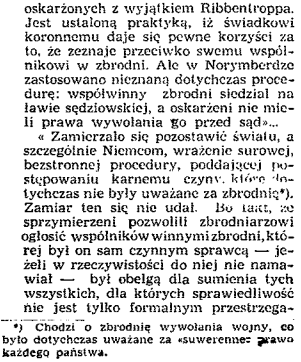 oskarżonych z wyjątkiem Ribbentroppa.
Jest ustaloną praktyką, iż świadkowi
koronnemu daje się pewne korzyści za
to, że zeznaje przeciwko swemu wspól-
nikowi w zbrodni. Ale w Norymberdze
zastosowano nieznaną dotychczas proce-
durę: współwinny zbrodni siedział na
ławie sędziowskiej, a oskarżeni nie mie-
li prawa wywołania go przed sąd»...
« Zamierzało się pozostawić światu, a
szczególnie Niemcom, wrażenie surowej,
bezstronnej procedury, poddającej po-
stępowaniu karnemu czyny, które do-
tychczas nie były uważane za zbrodnię*).
Zamiar ten się nie udał. Bo fakt, że
sprzymierzeni pozwolili zbrodniarzowi
ogłosić wspólników winnymi zbrodni, któ-
rej był on sam czynnym sprawcą — je-
żeli w rzeczywistości do niej nie nama-
wiał — był obelgą dla sumienia tych
wszystkich, dla których sprawiedliwość
nie jest tylko formalnym przestrzega-
*) Chodzi o zbrodnię wywołania wojny, co
było dotychczas uważane za «suwerenne» prawo
każdego państwa.